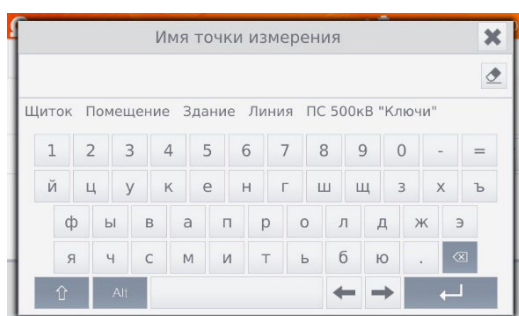 Имя точки измерения
Щиток Помещение Здание Линия ПС 500кВ "Ключи"
1 2 3 4 5 6 7 8 9 0 - =
й ц у к е н г ш щ з х ъ
ф ы в а п р о л д ж э
я ч с м и т ь б ю .
Alt